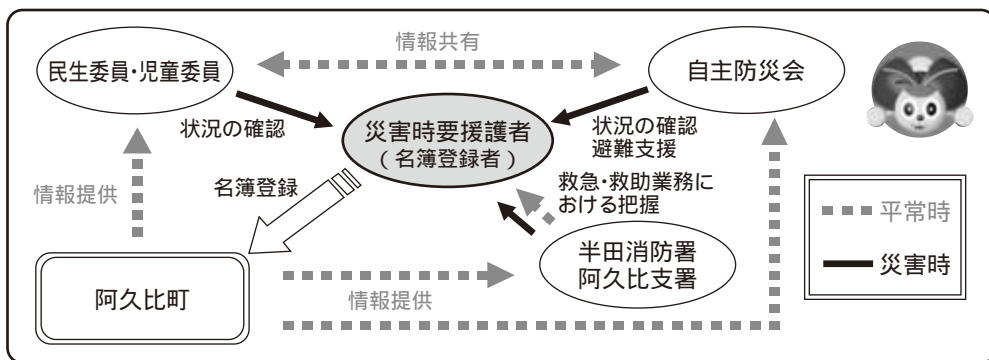 情報共有
民生委員・児童委員
自主防災会
状況の確認
災害時要援護者
（名簿登録者）
状況の確認
避難支援
情報提供
名簿登録
救急・救助業務に
おける把握
平常時
災害時
半田消防署
阿久比支署
阿久比町
情報提供